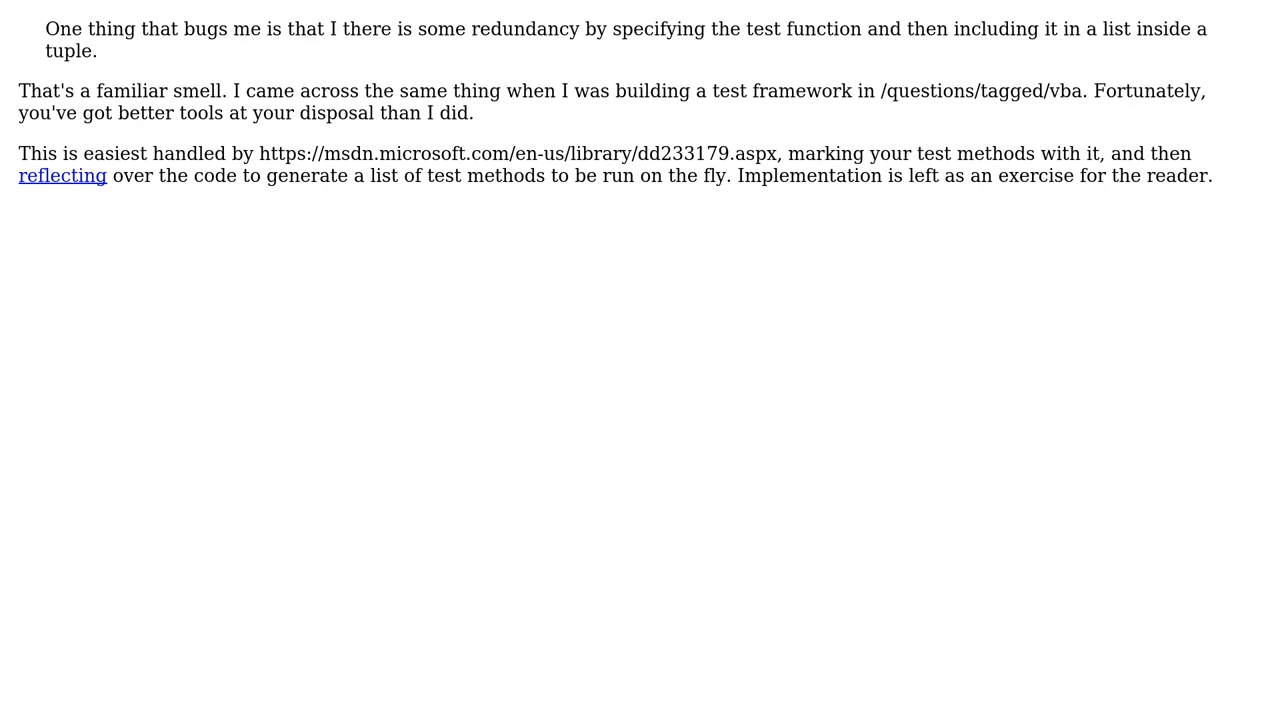 One thing that bugs me is that I there is some redundancy by specifying the test function and then including it in a list inside a
tuple.
That's a familiar smell. I came across the same thing when I was building a test framework in /questions/tagged/vba. Fortunately,
you've got better tools at your disposal than I did.
This is easiest handled by https://msdn.microsoft.com/en-us/library/dd233179.aspx, marking your test methods with it, and then
reflecting over the code to generate a list of test methods to be run on the fly. Implementation is left as an exercise for the reader.